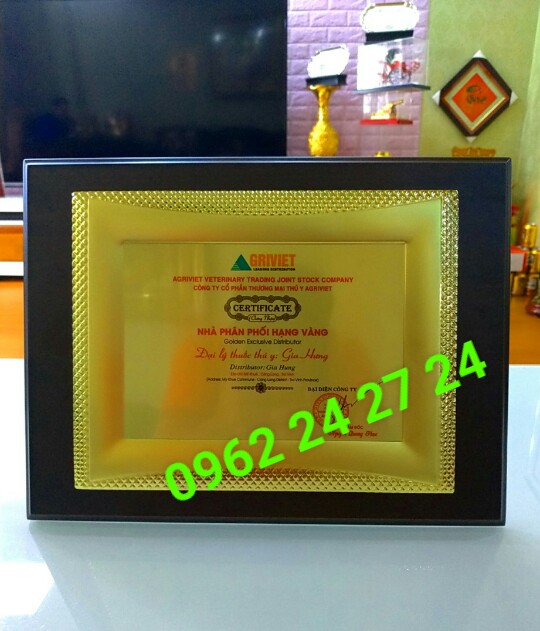 AGRIVIET
AGRIVIET VETERINARY TRADING JOINT STOCK COMPANY
CÔNG TY CỔ PHẦN THƯƠNG MẠI THÚ Y AGRIVIET
CERTIFICATE
Chứng Nhận
NHÀ PHÂN PHỐI HẠNG VÀNG
Golden Exclusive Distributor
Đại lý thuốc thú y: Gia Hưng
Distributor: Gia Hung
ĐẠI DIỆN CÔNG TY
0962 24 27 24